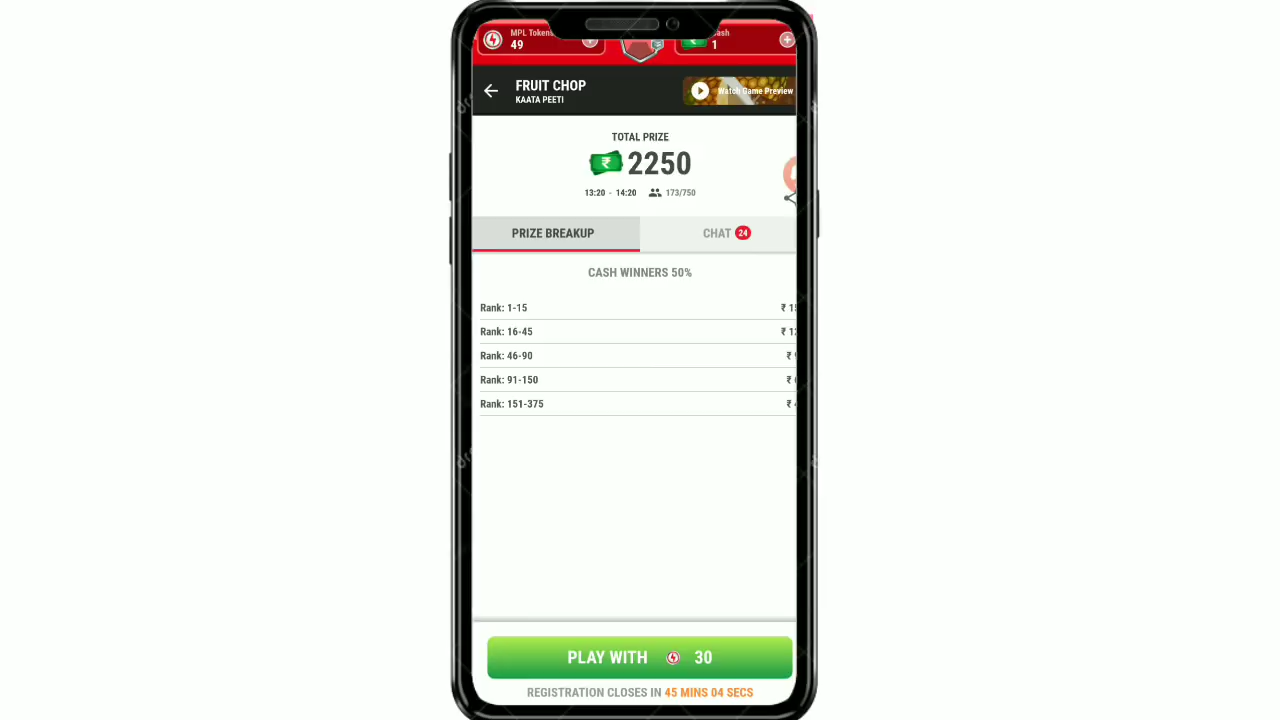 MPL Tokens
49
1
FRUIT CHOP
KAATA PEETI
Watch Game Preview
TOTAL PRIZE
₹ 2250
13:20 - 14:20 173/750
PRIZE BREAKUP
CHAT 24
CASH WINNERS 50%
Rank: 1-15 ₹
Rank: 16-45 ₹
Rank: 46-90 ₹
Rank: 91-150 ₹
Rank: 151-375 ₹
PLAY WITH 30
REGISTRATION CLOSES IN 45 MINS 04 SECS